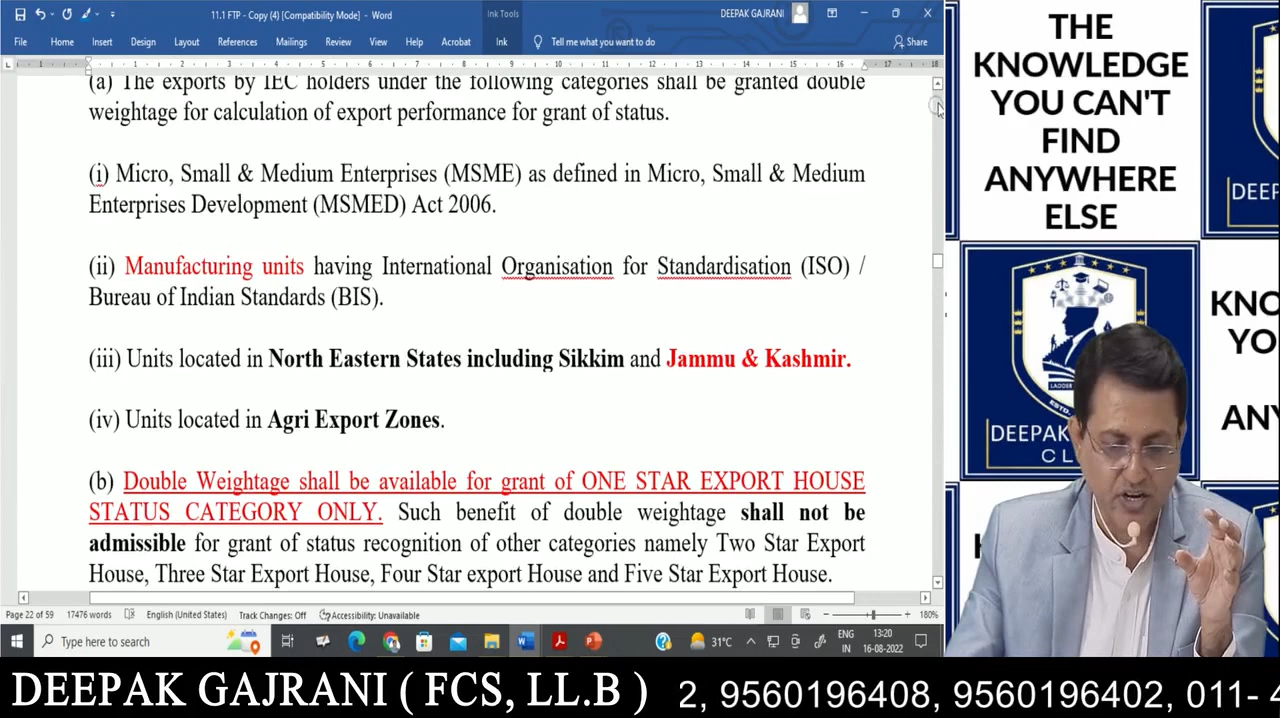 11.1 FTP - Copy (4) [Compatibility Mode] - Word
Ink Tools
DEEPAK GAJRANI
File Home Insert Design Layout References Mailings Review View Help Acrobat Ink Tell me what you want to do Share
(a) The exports by IEC holders under the following categories shall be granted double
weightage for calculation of export performance for grant of status.
(i) Micro, Small & Medium Enterprises (MSME) as defined in Micro, Small & Medium
Enterprises Development (MSMED) Act 2006.
(ii) Manufacturing units having International Organisation for Standardisation (ISO) /
Bureau of Indian Standards (BIS).
(iii) Units located in North Eastern States including Sikkim and Jammu & Kashmir.
(iv) Units located in Agri Export Zones.
(b) Double Weightage shall be available for grant of ONE STAR EXPORT HOUSE
STATUS CATEGORY ONLY. Such benefit of double weightage shall not be
admissible for grant of status recognition of other categories namely Two Star Export
House, Three Star Export House, Four Star export House and Five Star Export House.
Page 22 of 59 17476 words English (United States) Track Changes: Off Accessibility: Unavailable 180%
Type here to search
31°C
ENG
IN
13:20
16-08-2022
THE
KNOWLEDGE
YOU CAN'T
FIND
ANYWHERE
ELSE
DEEP
LADDER
ESTD.
DEEPAK
CL
KNO
YO
ANY
DEEPAK GAJRANI ( FCS, LL.B )
2, 9560196408, 9560196402, 011- 4